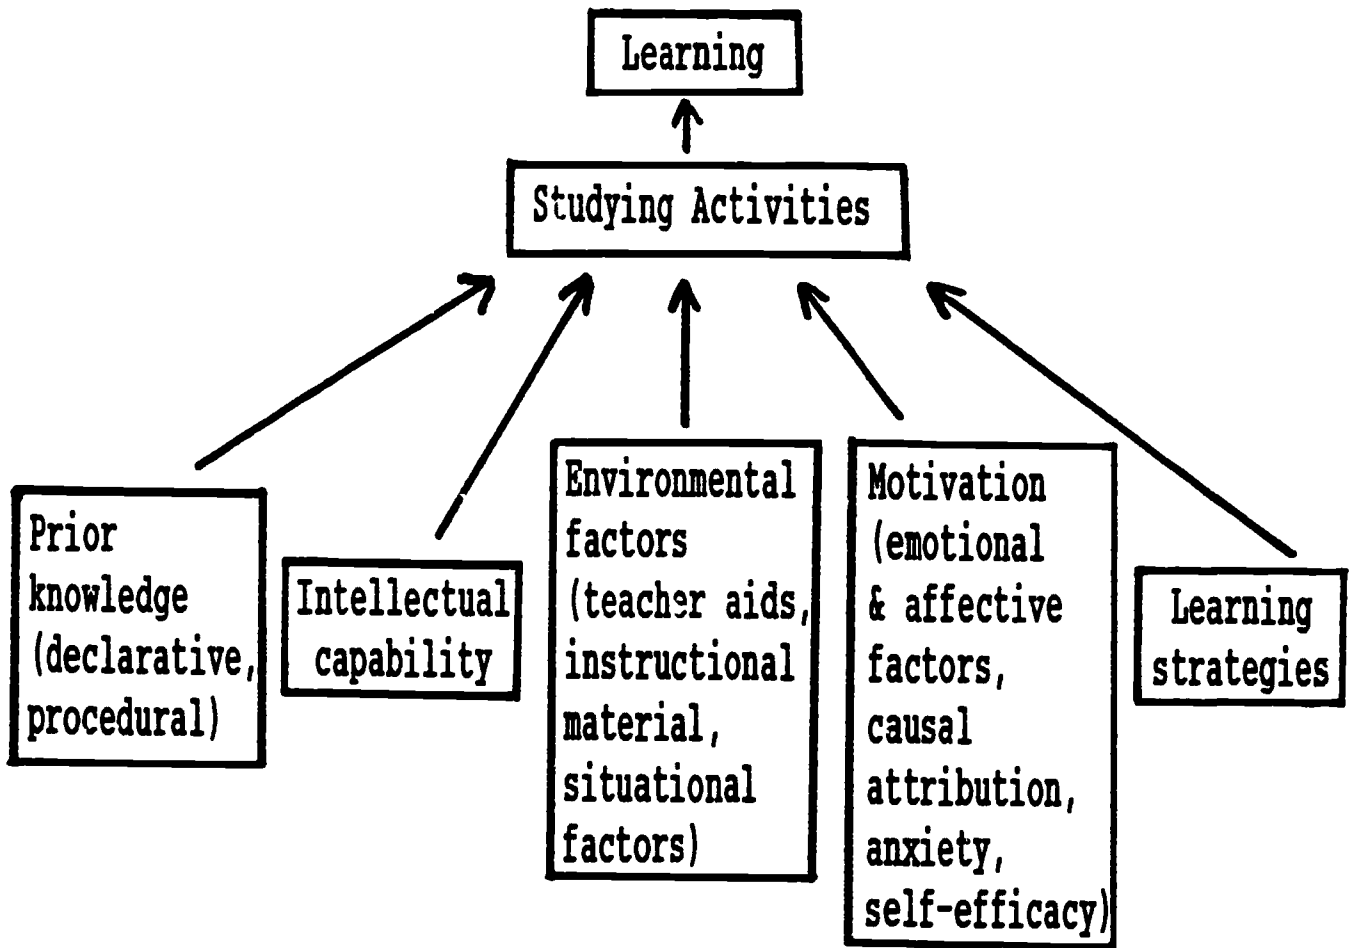 Learning
Studying Activities
Prior
knowledge
(declarative,
procedural)
Intellectual
capability
Environmental
factors
(teacher aids,
instructional
material,
situational
factors)
Motivation
(emotional
& affective
factors,
causal
attribution,
anxiety,
self-efficacy)
Learning
strategies